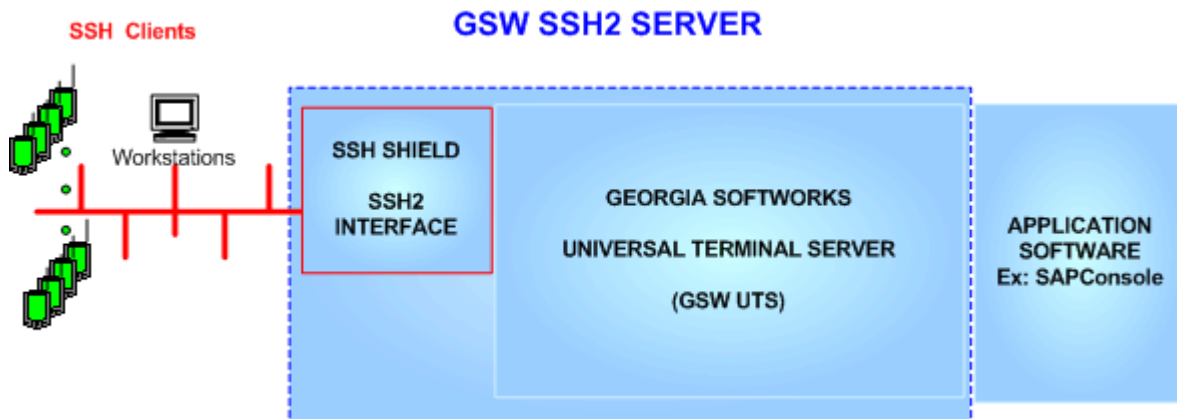 GSW SSH2 SERVER
SSH Clients
Workstations
SSH SHIELD
SSH2
INTERFACE
GEORGIA SOFTWORKS
UNIVERSAL TERMINAL SERVER
(GSW UTS)
APPLICATION
SOFTWARE
Ex: SAPConsole